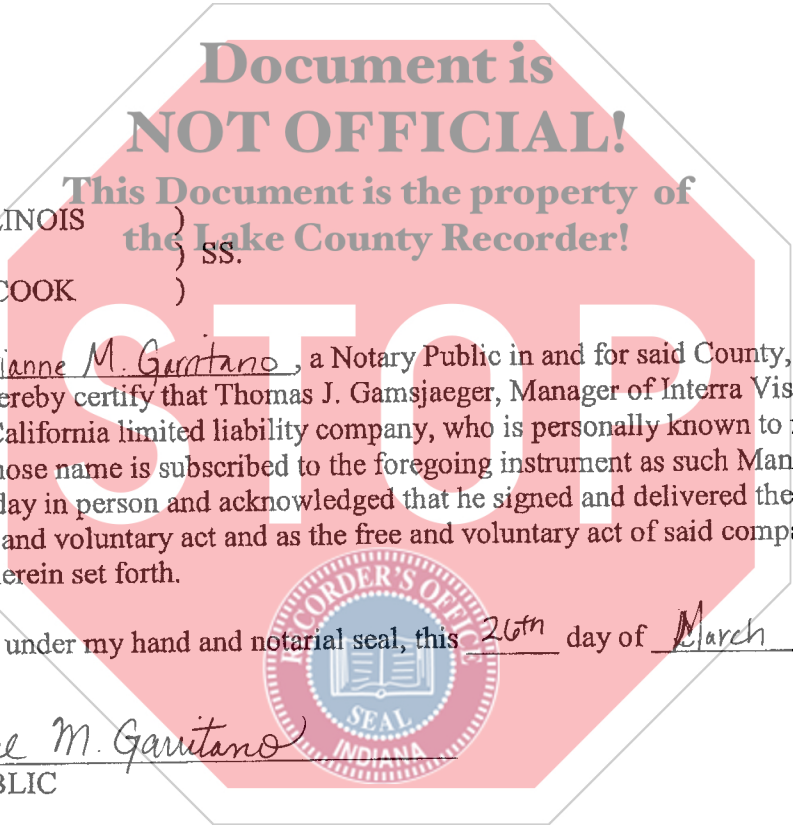 Document is
NOT OFFICIAL!
This Document is the property of
the Lake County Recorder!
LINOIS )
) SS.
COOK )
STOP
ianne M. Garritano, a Notary Public in and for said County,
ereby certify that Thomas J. Gamsjaeger, Manager of Interra Vis
California limited liability company, who is personally known to
nose name is subscribed to the foregoing instrument as such Man
lay in person and acknowledged that he signed and delivered the
and voluntary act and as the free and voluntary act of said compa
erein set forth.
RECORDER'S OFFICE
under my hand and notarial seal, this 26th day of March
SEAL
INDIANA
e M. Garritano
BLIC